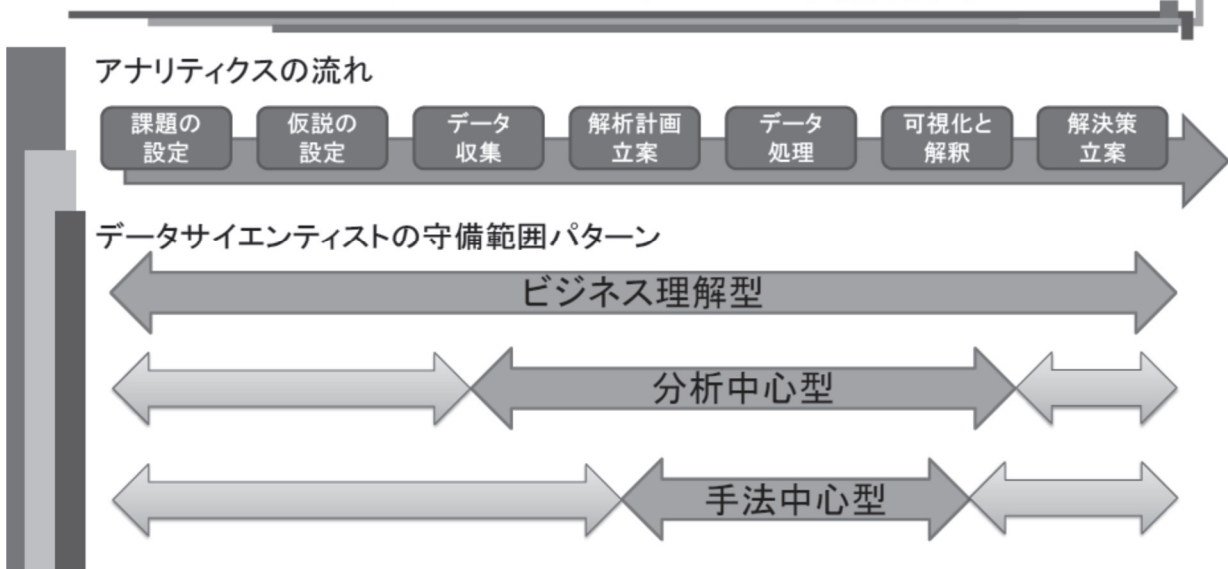 アナリティクスの流れ
課題の
設定
仮説の
設定
データ
収集
解析計画
立案
データ
処理
可視化と
解釈
解決策
立案
データサイエンティストの守備範囲パターン
ビジネス理解型
分析中心型
手法中心型